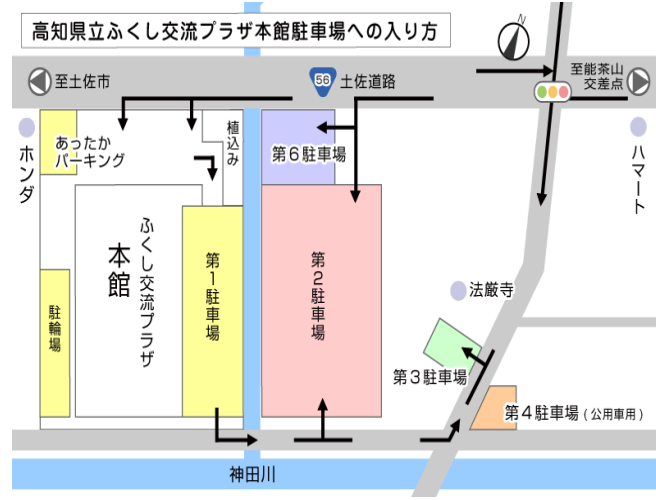 高知県立ふくし交流プラザ本館駐車場への入り方
N
至土佐市
56
土佐道路
至能茶山
交差点
ホンダ
あったか
パーキング
植込み
第6駐車場
ハマート
ふくし交流プラザ
本館
第1駐車場
第2駐車場
駐輪場
法厳寺
第3駐車場
第4駐車場(公用車用)
神田川